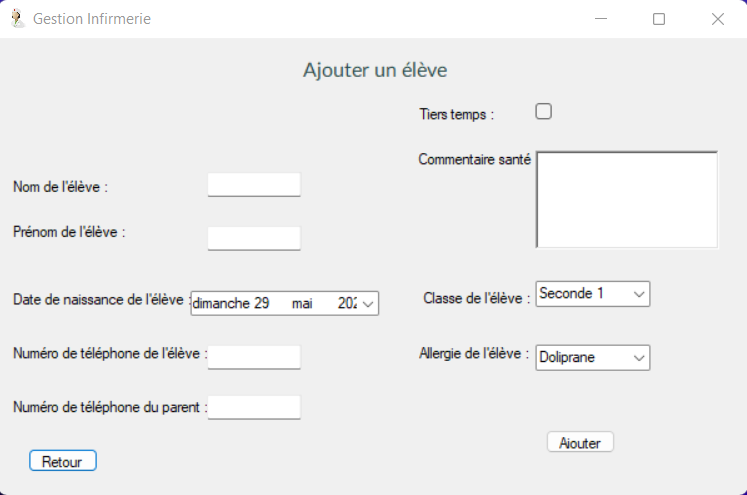 Gestion Infirmerie
Ajouter un élève
Tiers temps :
Commentaire santé
Nom de l'élève :
Prénom de l'élève :
Date de naissance de l'élève :
dimanche 29 mai 202
Classe de l'élève :
Seconde 1
Numéro de téléphone de l'élève :
Allergie de l'élève :
Doliprane
Numéro de téléphone du parent :
Ajouter
Retour